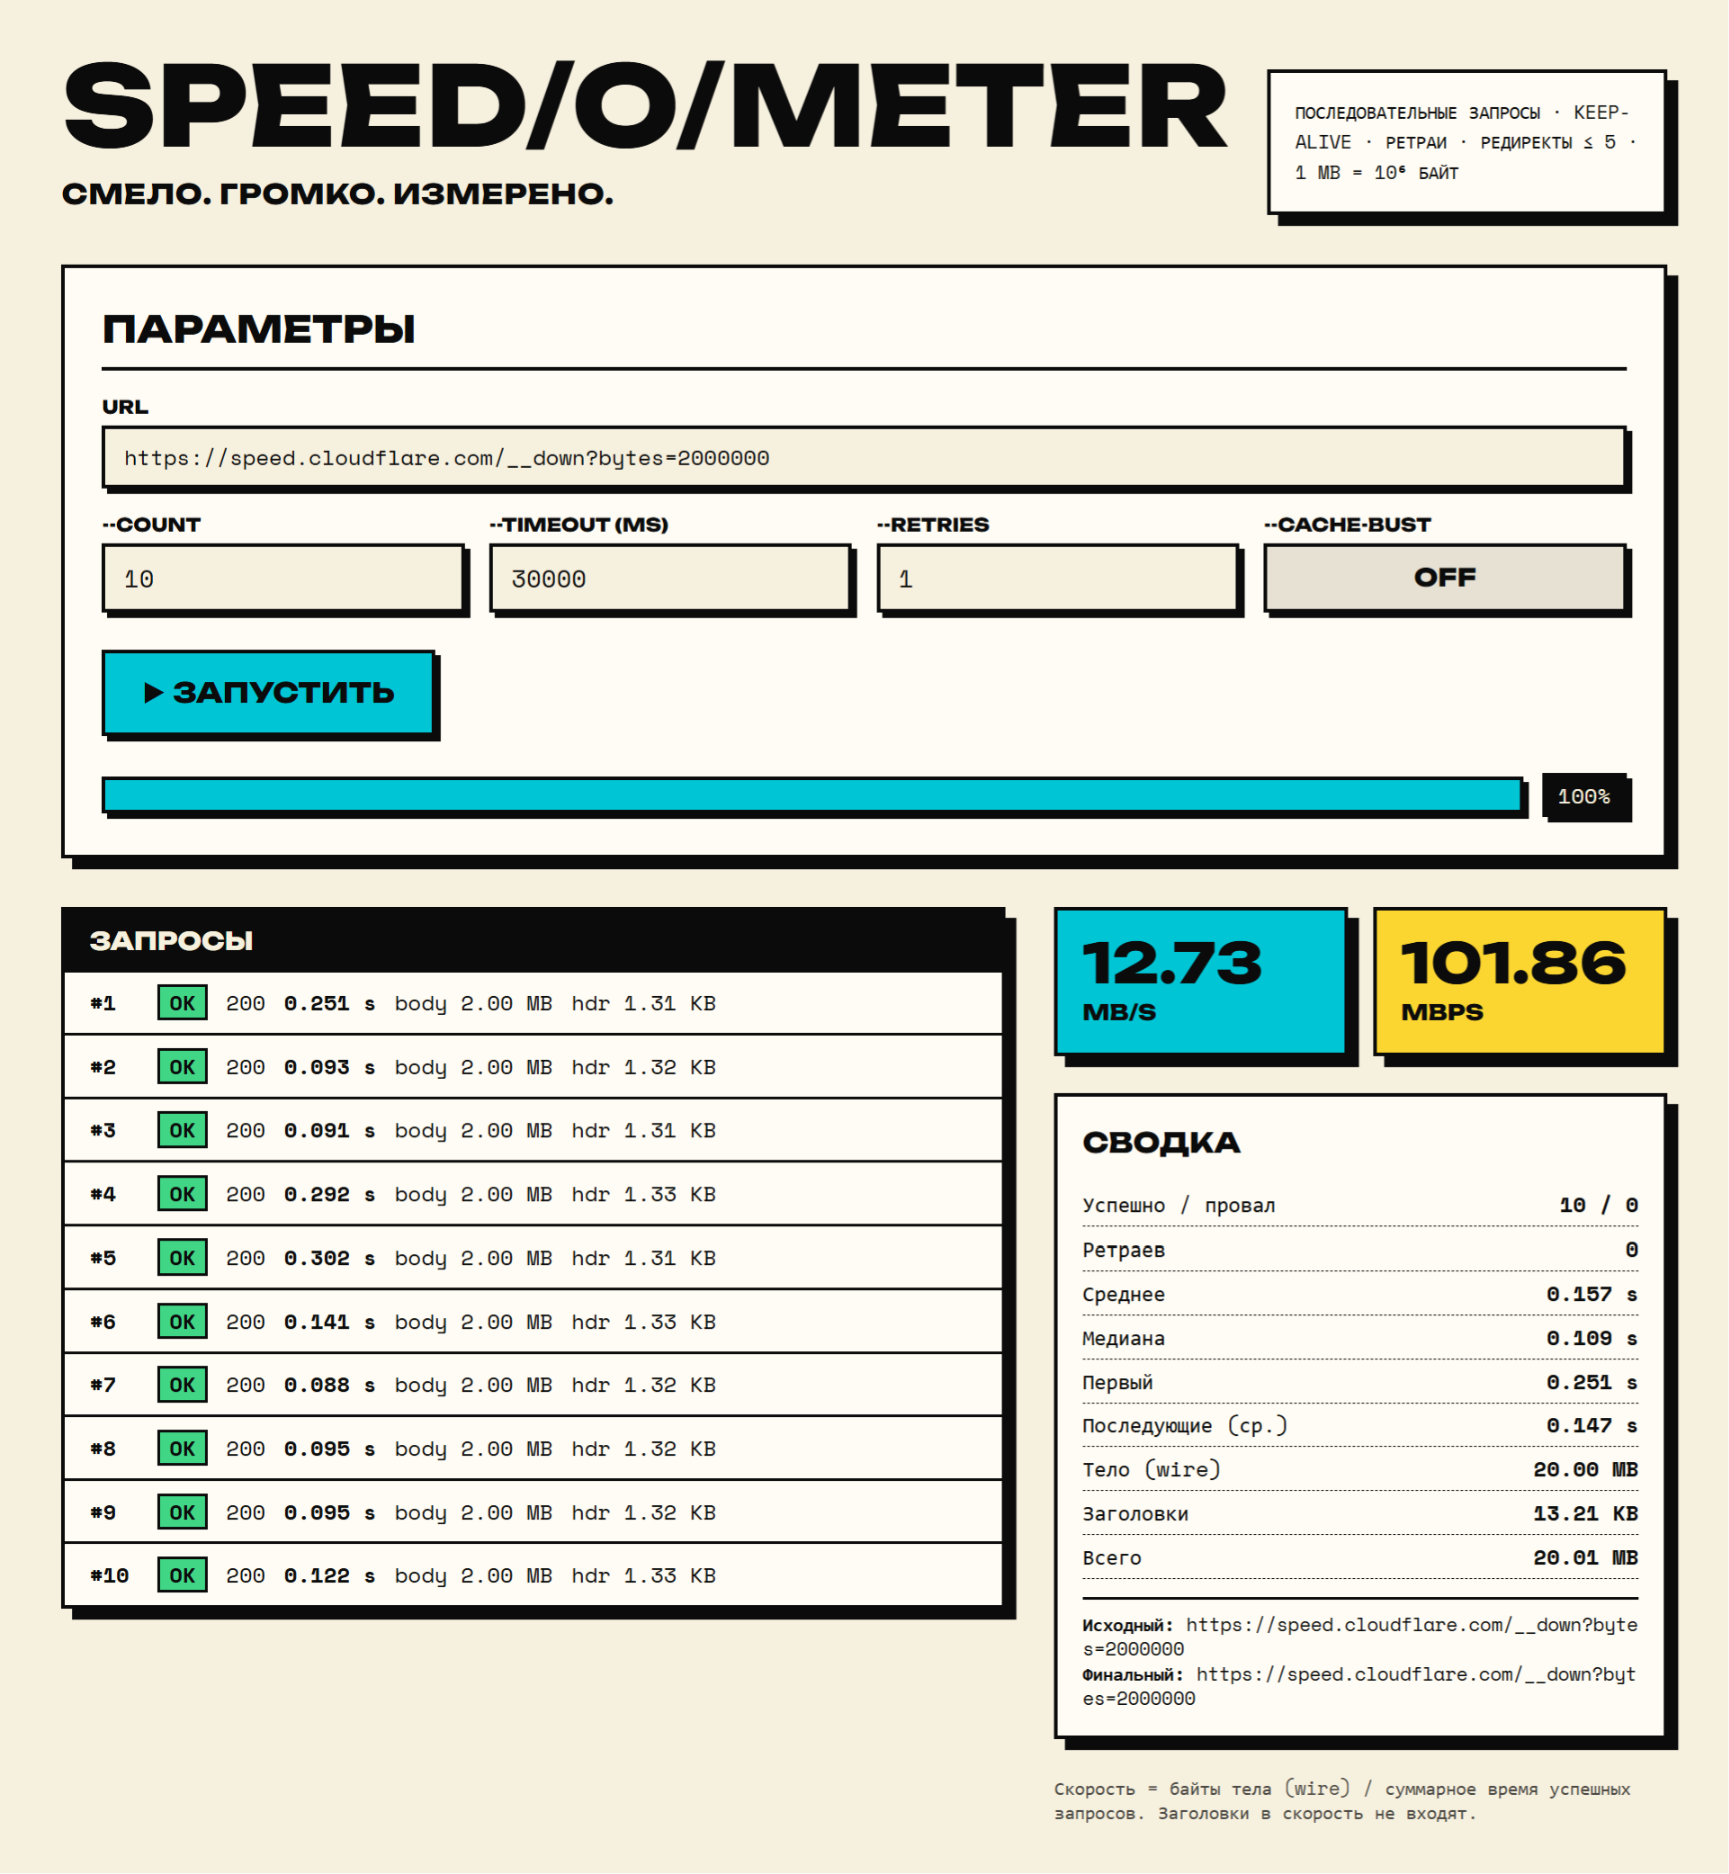 SPEED/O/METER
СМЕЛО. ГРОМКО. ИЗМЕРЕНО.
ПОСЛЕДОВАТЕЛЬНЫЕ ЗАПРОСЫ · KEEP-
ALIVE · РЕТРАИ · РЕДИРЕКТЫ ≤ 5 ·
1 MB = 10⁶ БАЙТ
ПАРАМЕТРЫ
URL
https://speed.cloudflare.com/__down?bytes=2000000
--COUNT
10
--TIMEOUT (MS)
30000
--RETRIES
1
--CACHE-BUST
OFF
▶ ЗАПУСТИТЬ
100%
ЗАПРОСЫ
#1 OK 200 0.251 s body 2.00 MB hdr 1.31 KB
#2 OK 200 0.093 s body 2.00 MB hdr 1.32 KB
#3 OK 200 0.091 s body 2.00 MB hdr 1.31 KB
#4 OK 200 0.292 s body 2.00 MB hdr 1.33 KB
#5 OK 200 0.302 s body 2.00 MB hdr 1.31 KB
#6 OK 200 0.141 s body 2.00 MB hdr 1.33 KB
#7 OK 200 0.088 s body 2.00 MB hdr 1.32 KB
#8 OK 200 0.095 s body 2.00 MB hdr 1.32 KB
#9 OK 200 0.095 s body 2.00 MB hdr 1.32 KB
#10 OK 200 0.122 s body 2.00 MB hdr 1.33 KB
12.73
MB/S
101.86
MBPS
СВОДКА
Успешно / провал 10 / 0
Ретраев 0
Среднее 0.157 s
Медиана 0.109 s
Первый 0.251 s
Последующие (ср.) 0.147 s
Тело (wire) 20.00 MB
Заголовки 13.21 KB
Всего 20.01 MB
Исходный: https://speed.cloudflare.com/__down?byte
s=2000000
Финальный: https://speed.cloudflare.com/__down?byt
es=2000000
Скорость = байты тела (wire) / суммарное время успешных
запросов. Заголовки в скорость не входят.